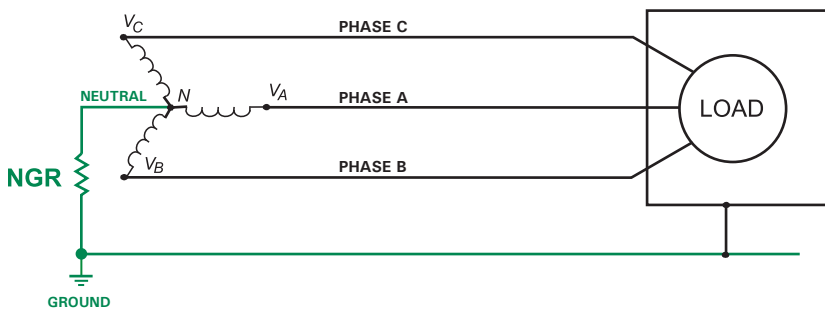 V_C
PHASE C
NEUTRAL
N
V_A
PHASE A
LOAD
NGR
V_B
PHASE B
GROUND